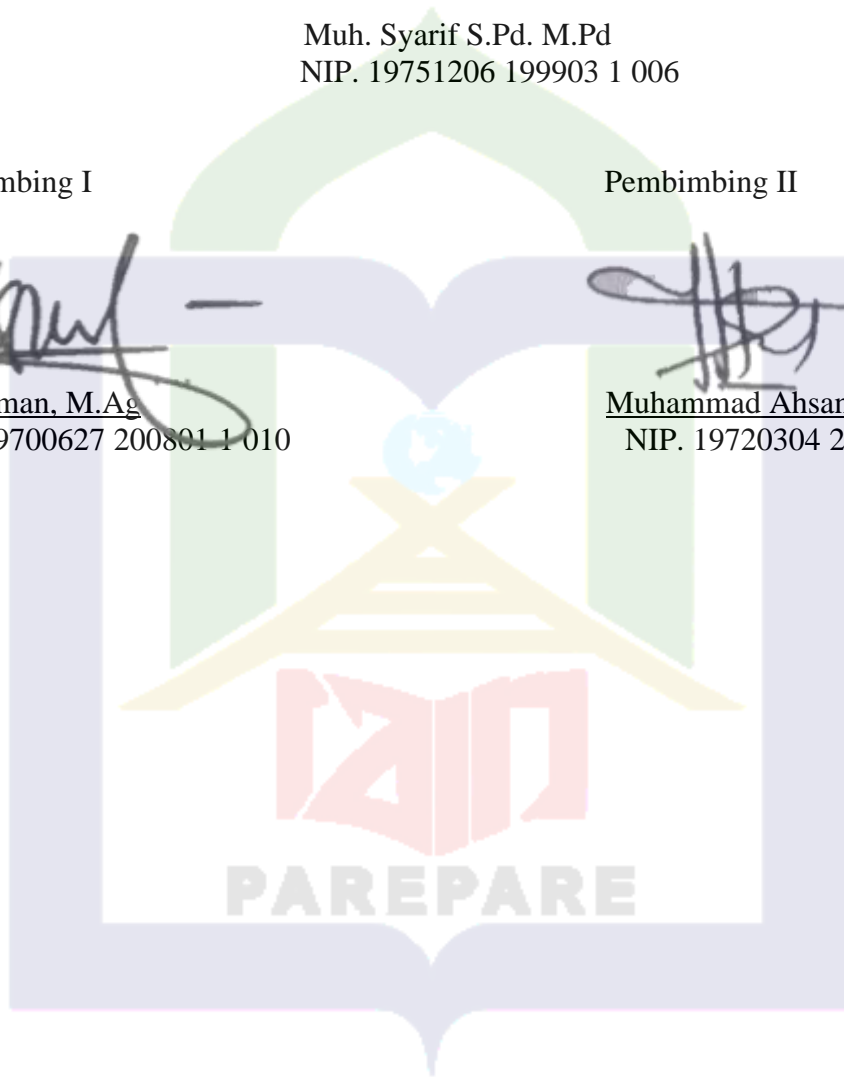 Muh. Syarif S.Pd. M.Pd
NIP. 19751206 199903 1 006
mbing I
Pembimbing II
man, M.Ag
9700627 200801 1 010
Muhammad Ahsan
NIP. 19720304 2
IAIN
PAREPARE